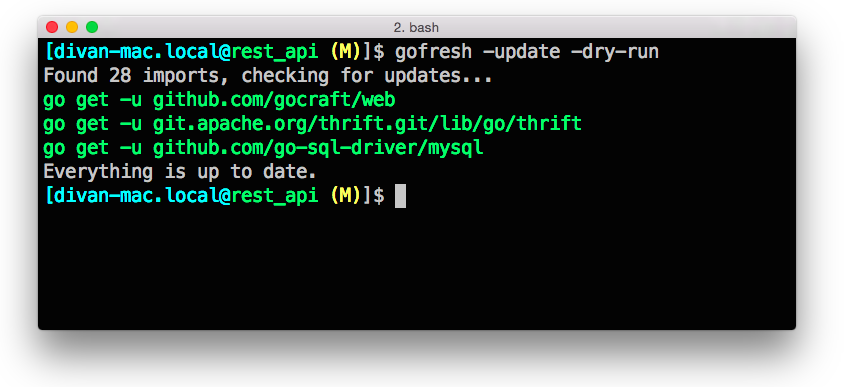 2. bash
[divan-mac.local@rest_api (M)]$ gofresh -update -dry-run
Found 28 imports, checking for updates...
go get -u github.com/gocraft/web
go get -u git.apache.org/thrift.git/lib/go/thrift
go get -u github.com/go-sql-driver/mysql
Everything is up to date.
[divan-mac.local@rest_api (M)]$